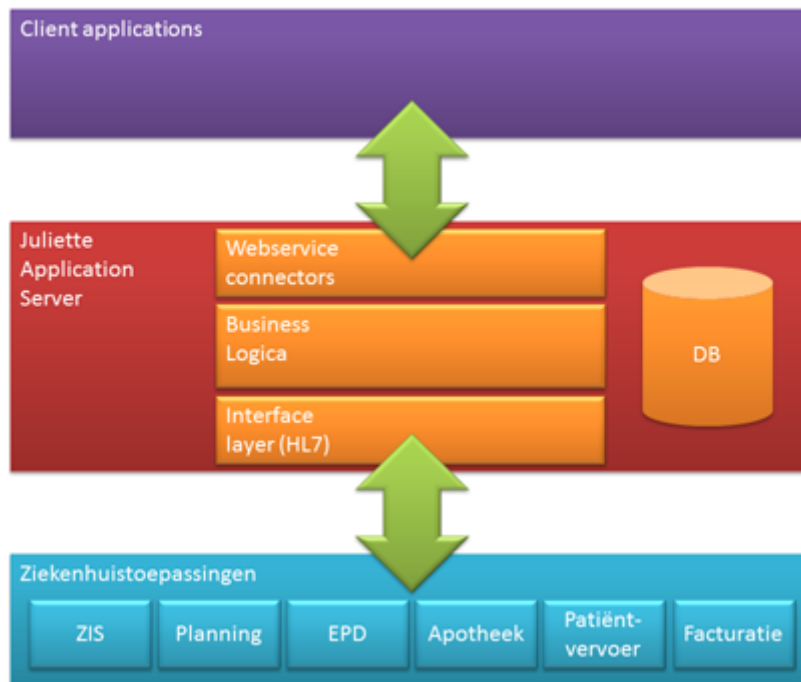 Client applications
Juliette
Application
Server
Webservice
connectors
Business
Logica
Interface
layer (HL7)
DB
Ziekenhuistoepassingen
ZIS
Planning
EPD
Apotheek
Patiënt-
vervoer
Facturatie